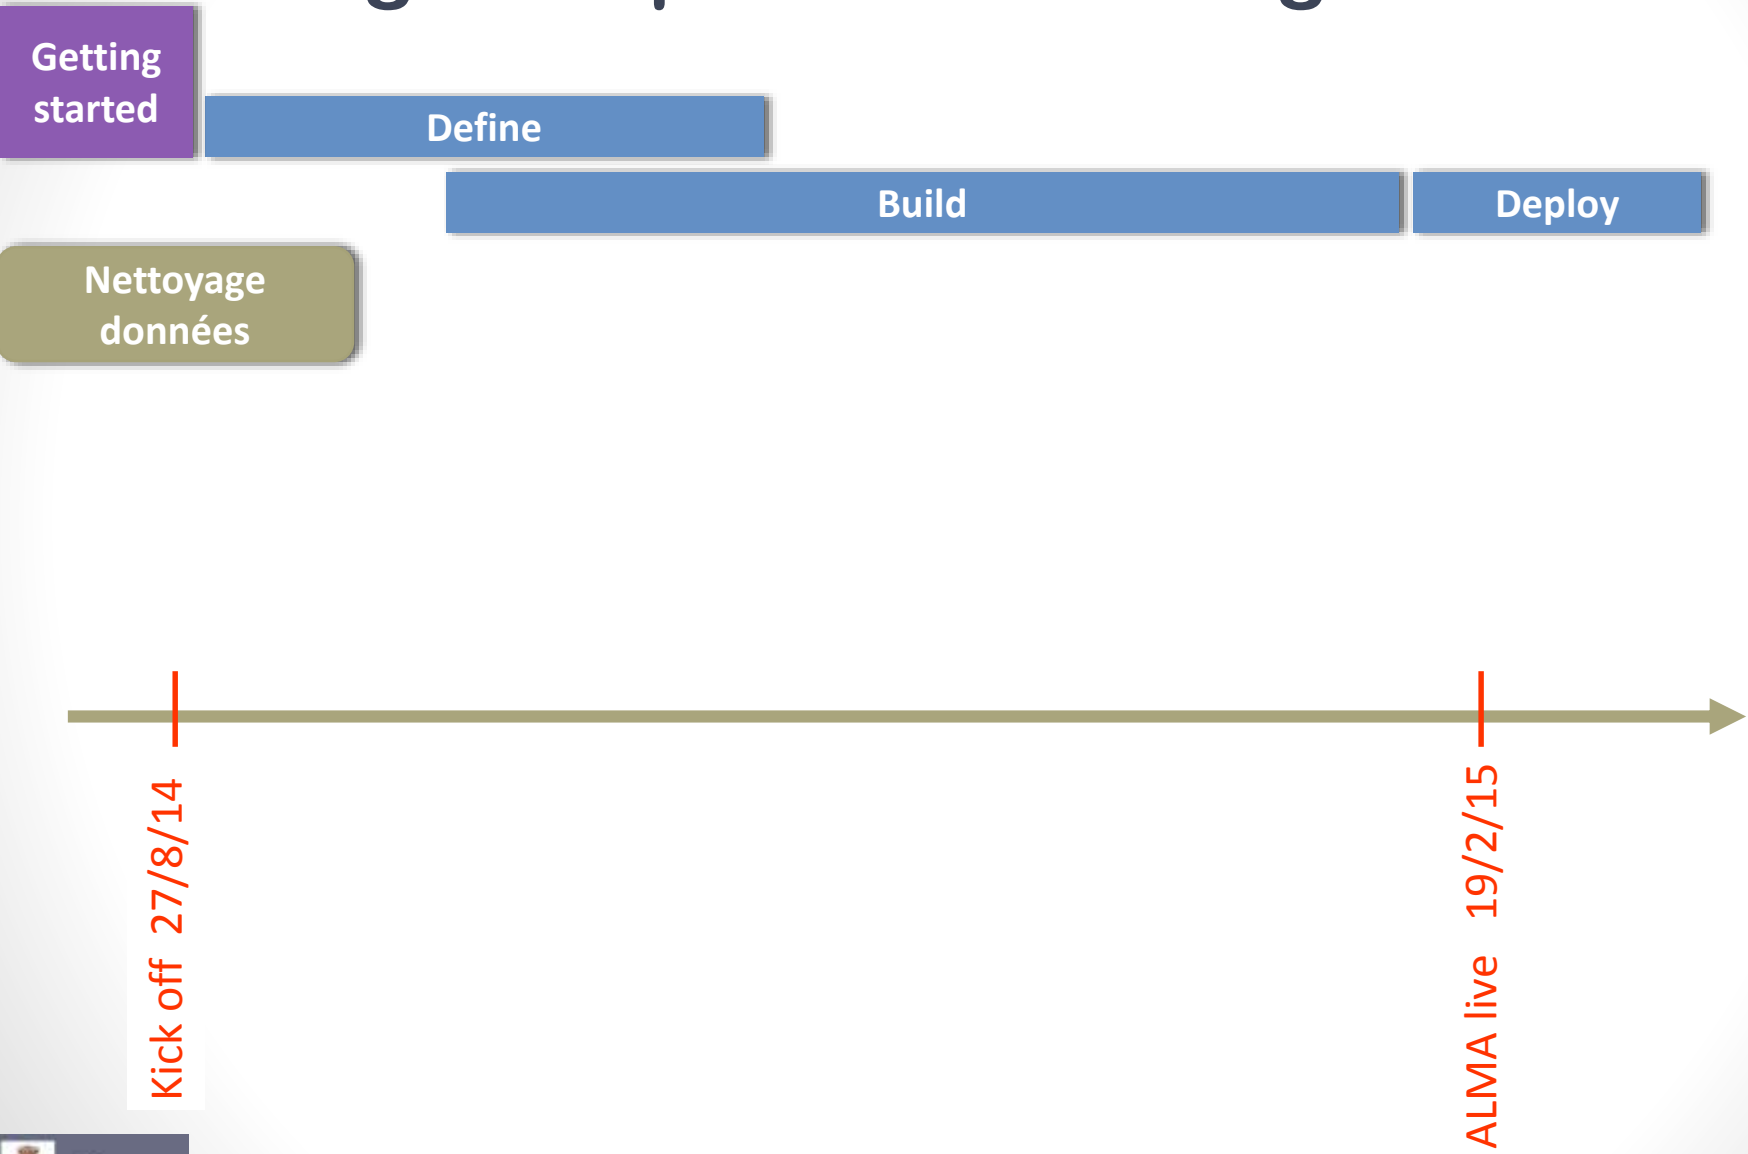 Getting
started
Define
Build
Deploy
Nettoyage
données
Kick off 27/8/14
ALMA live 19/2/15